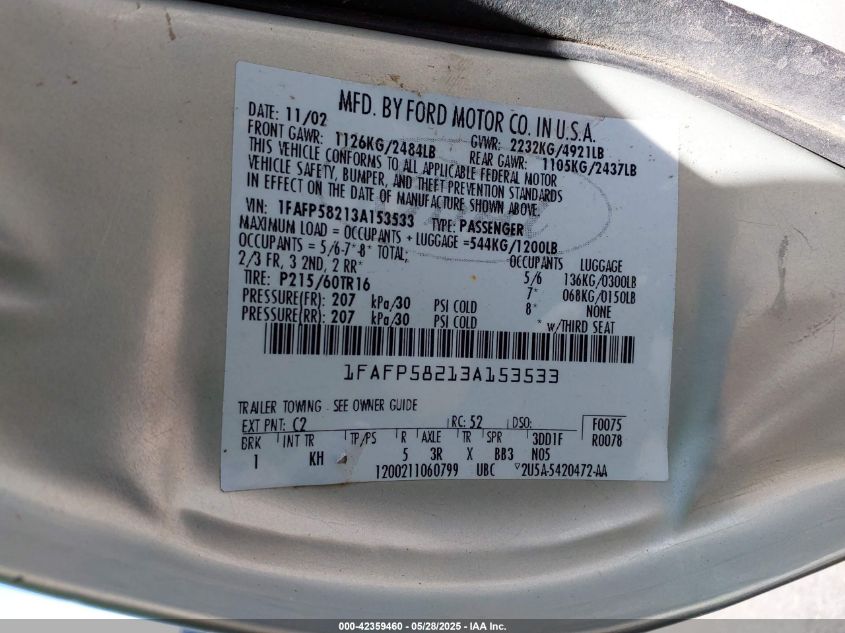 MFD. BY FORD MOTOR CO. IN U.S.A.
DATE: 11/02 GVWR: 2232KG/4921LB
FRONT GAWR: 1126KG/2484LB REAR GAWR: 1105KG/2437LB
THIS VEHICLE CONFORMS TO ALL APPLICABLE FEDERAL MOTOR
VEHICLE SAFETY, BUMPER, AND THEFT PREVENTION STANDARDS
IN EFFECT ON THE DATE OF MANUFACTURE SHOWN ABOVE.
VIN: 1FAFP58213A153533 TYPE: PASSENGER
MAXIMUM LOAD = OCCUPANTS + LUGGAGE =544KG/1200LB
OCCUPANTS = 5/6-7*-8* TOTAL; OCCUPANTS LUGGAGE
2/3 FR, 3 2ND, 2 RR* 5/6 136KG/0300LB
TIRE: P215/60TR16 7* 068KG/0150LB
PRESSURE(FR) : 207 kPa/30 PSI COLD 8* NONE
PRESSURE(RR) : 207 kPa/30 PSI COLD * w/THIRD SEAT
1FAFP58213A153533
TRAILER TOWING - SEE OWNER GUIDE
EXT PNT: C2 RC: 52 DSO: F0075
BRK INT TR TP/PS R AXLE TR SPR 3DD1F R0078
1 KH 5 3R X BB3 N05
1200211060799 UBC 2U5A-5420472-AA
000-42359460 - 05/28/2025 - IAA Inc.